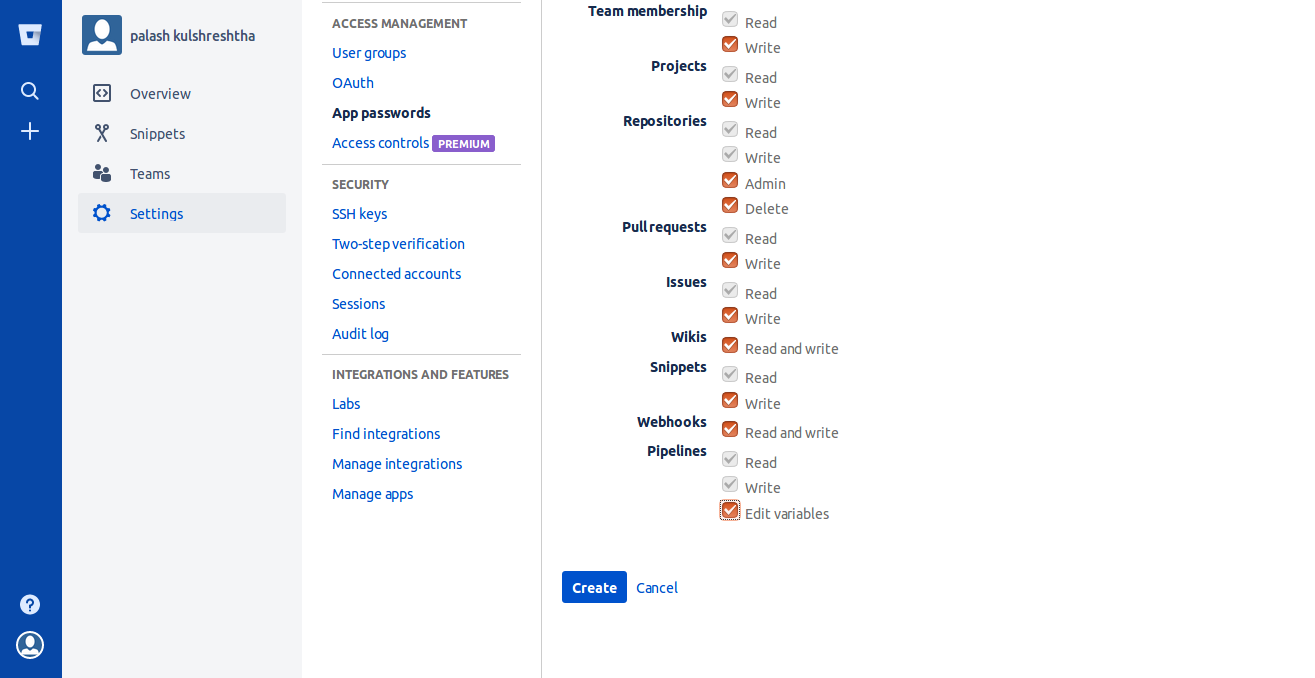 palash kulshreshtha
Overview
Snippets
Teams
Settings
ACCESS MANAGEMENT
User groups
OAuth
App passwords
Access controls PREMIUM
SECURITY
SSH keys
Two-step verification
Connected accounts
Sessions
Audit log
INTEGRATIONS AND FEATURES
Labs
Find integrations
Manage integrations
Manage apps
Team membership
Read
Write
Projects
Read
Write
Repositories
Read
Write
Admin
Delete
Pull requests
Read
Write
Issues
Read
Write
Wikis
Read and write
Snippets
Read
Write
Webhooks
Read and write
Pipelines
Read
Write
Edit variables
Create Cancel